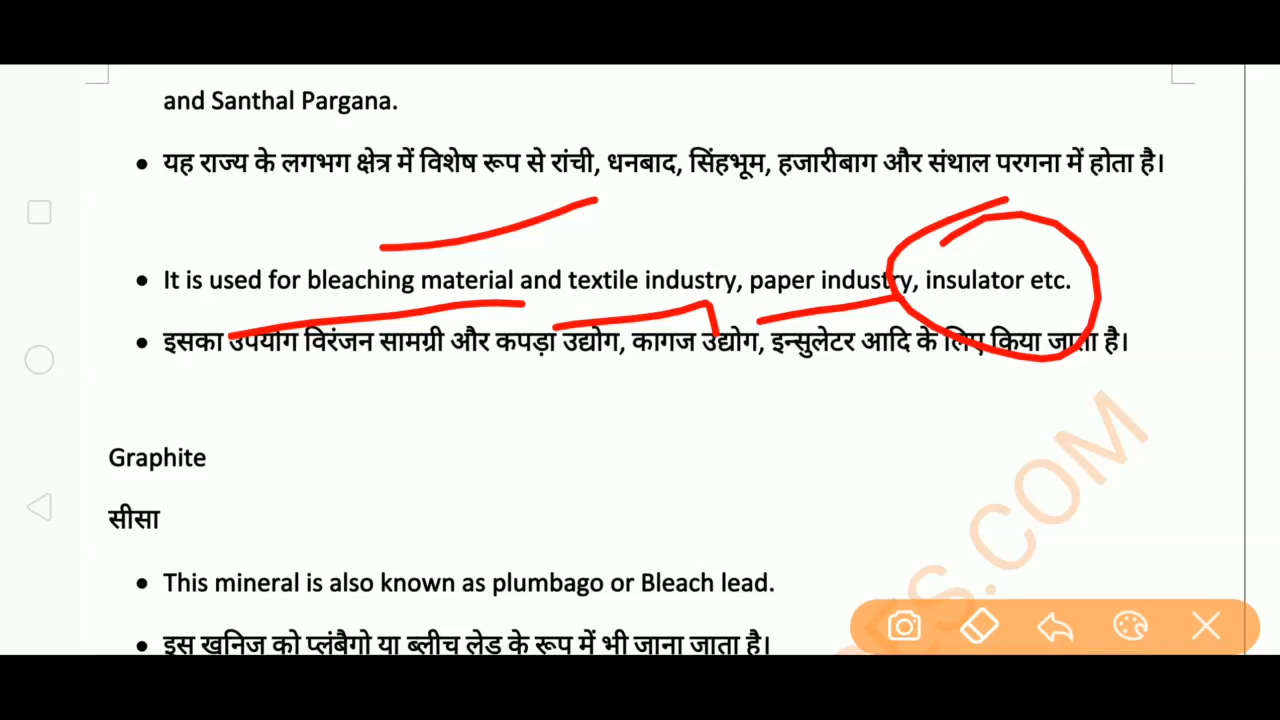 and Santhal Pargana.
• यह राज्य के लगभग क्षेत्र में विशेष रूप से रांची, धनबाद, सिंहभूम, हजारीबाग और संथाल परगना में होता है।
• It is used for bleaching material and textile industry, paper industry, insulator etc.
• इसका उपयोग विरंजन सामग्री और कपड़ा उद्योग, कागज उद्योग, इन्सुलेटर आदि के लिए किया जाता है।
Graphite
सीसा
• This mineral is also known as plumbago or Bleach lead.
• इस खनिज को प्लंबैगो या ब्लीच लेड के रूप में भी जाना जाता है।
S.COM